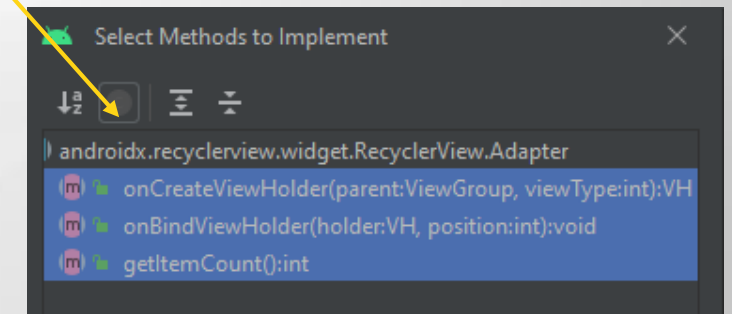 Select Methods to Implement
androidx.recyclerview.widget.RecyclerView.Adapter
onCreateViewHolder(parent:ViewGroup, viewType:int):VH
onBindViewHolder(holder:VH, position:int):void
getItemCount():int